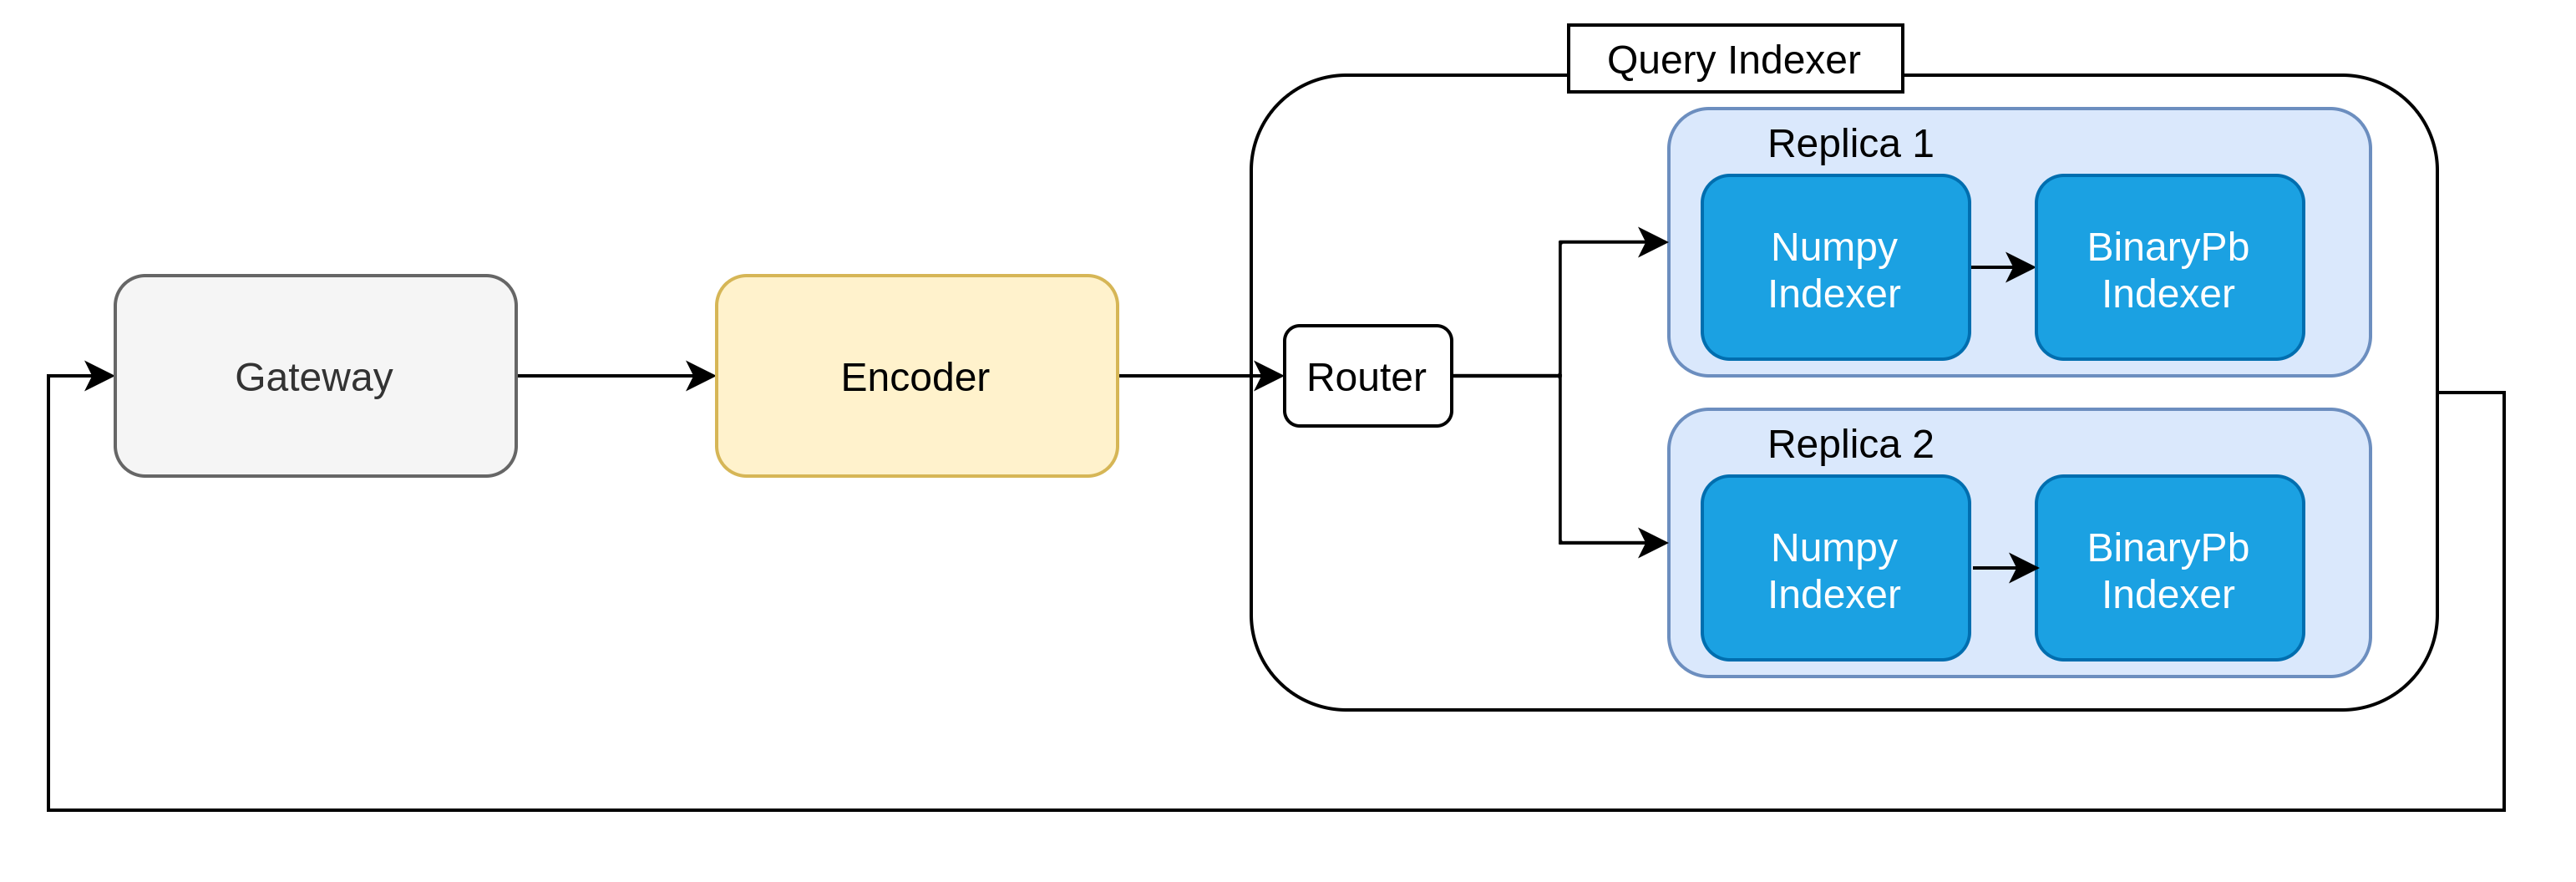 Query Indexer
Replica 1
Numpy
Indexer
BinaryPb
Indexer
Gateway
Encoder
Router
Replica 2
Numpy
Indexer
BinaryPb
Indexer